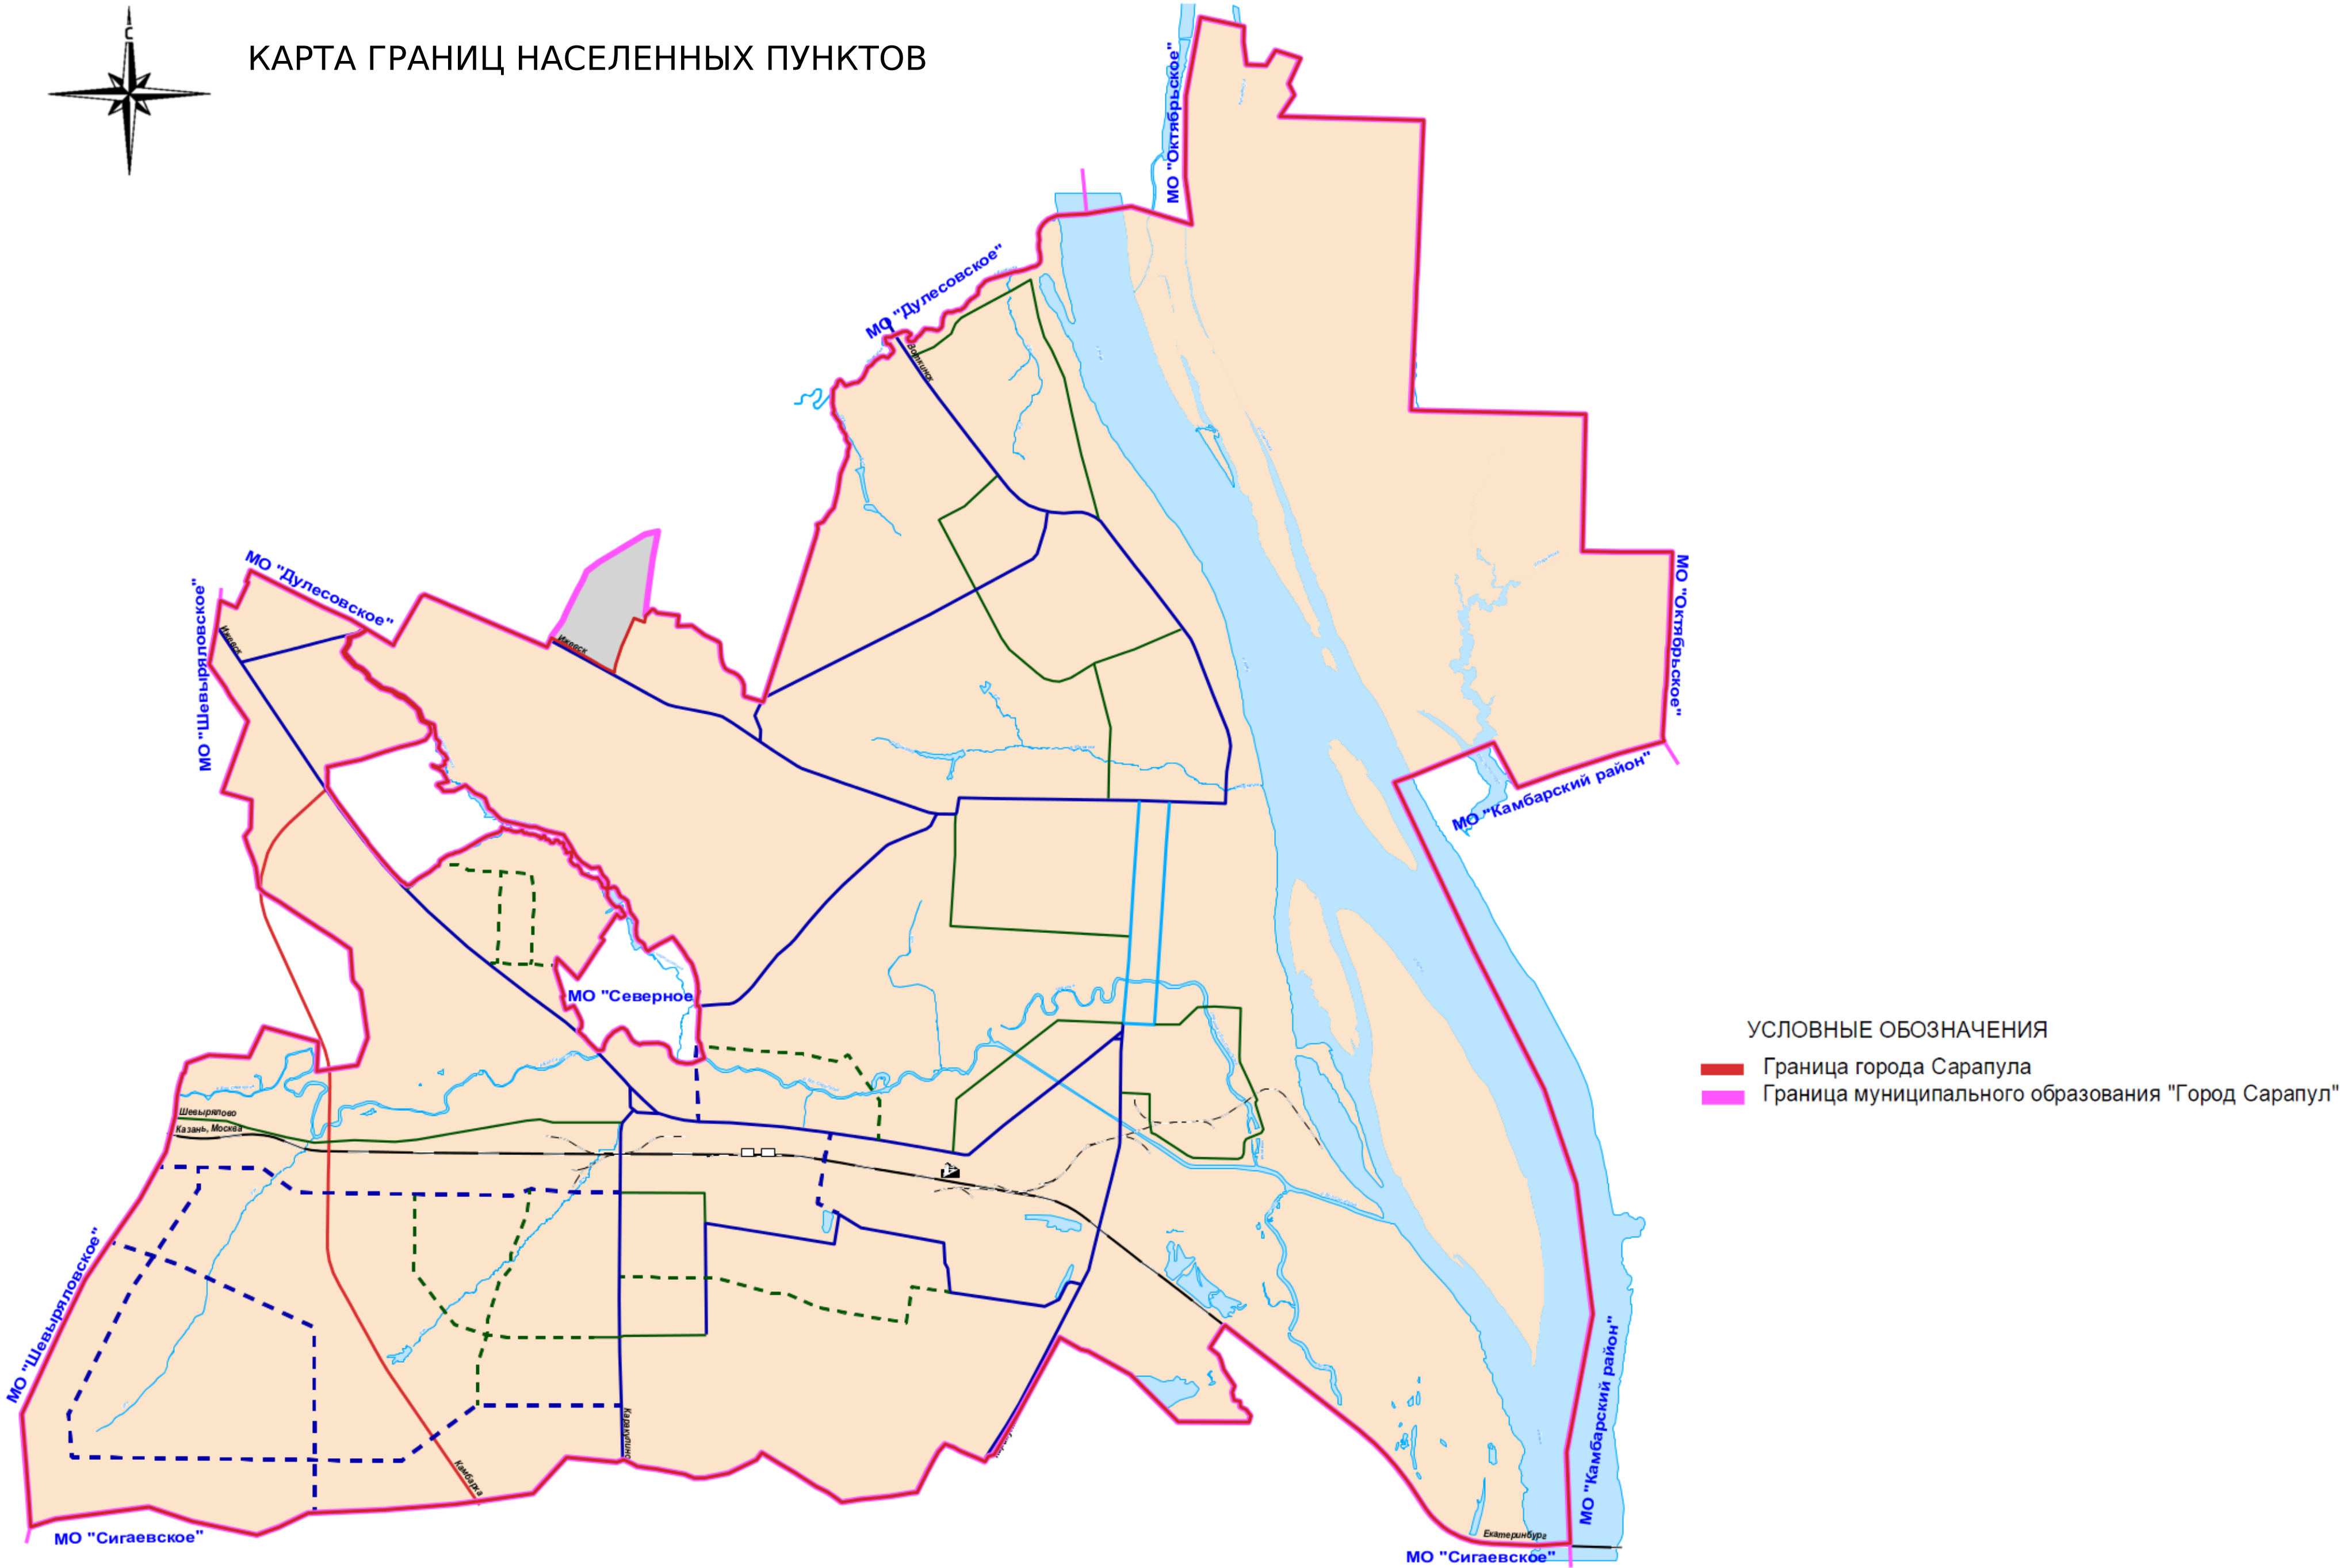 С
КАРТА ГРАНИЦ НАСЕЛЕННЫХ ПУНКТОВ
МО "Октябрьское"
МО "Дулесовское"
Воткинск
МО "Дулесовское"
МО "Шевыряловское"
Ижевск
Ижевск
МО "Октябрьское"
МО "Камбарский район"
МО "Северное
УСЛОВНЫЕ ОБОЗНАЧЕНИЯ
Граница города Сарапула
Граница муниципального образования "Город Сарапул"
Шевырялово
Казань, Москва
МО "Шевыряловское"
МО "Камбарский район"
Камбарка
Екатеринбург
МО "Сигаевское"
МО "Сигаевское"